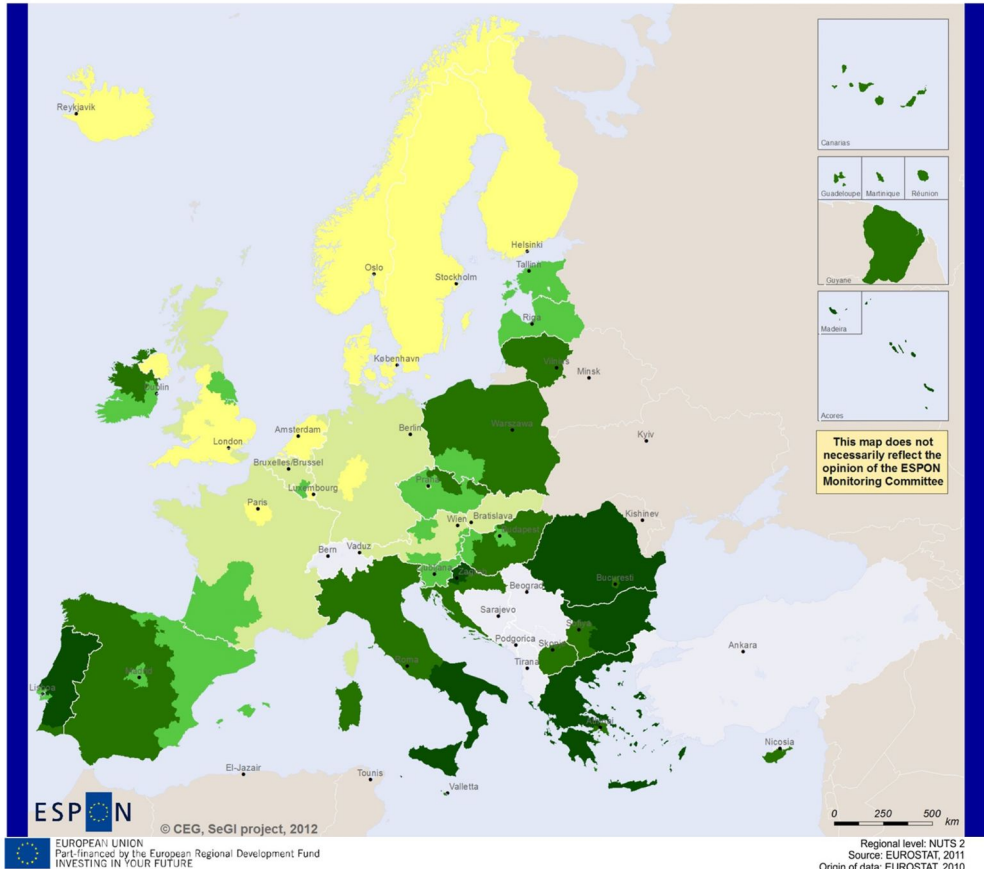 Reykjavik
Canarias
Guadeloupe
Martinique
Réunion
Guyane
Madeira
Acores
Helsinki
Tallinn
Oslo
Stockholm
Riga
København
Vilnius
Minsk
Dublin
Amsterdam
Berlin
Warszawa
London
Kyiv
Bruxelles/Brussel
Luxembourg
Praha
Paris
Wien
Bratislava
Kishinev
Budapest
Bern
Vaduz
Ljubljana
Bucuresti
Beograd
Sarajevo
Podgorica
Tirana
Ankara
Madrid
Roma
Lisboa
Nicosia
El-Jazair
Tounis
Valletta
This map does not
necessarily reflect the
opinion of the ESPON
Monitoring Committee
ESPON
© CEG, SeGI project, 2012
0 250 500
km
EUROPEAN UNION
Part-financed by the European Regional Development Fund
INVESTING IN YOUR FUTURE
Regional level: NUTS 2
Source: EUROSTAT, 2011
Origin of data: EUROSTAT, 2010